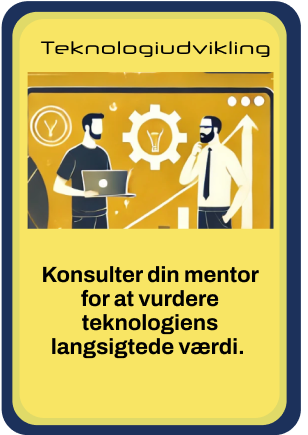 Teknologiudvikling
Konsulter din mentor
for at vurdere
teknologiens
langsigtede værdi.